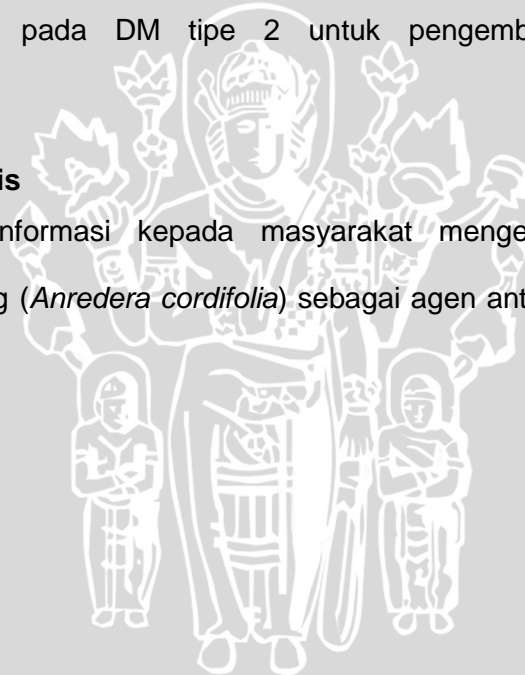 pada DM tipe 2 untuk pengemb
is
nformasi kepada masyarakat menge
g (Anredera cordifolia) sebagai agen ant